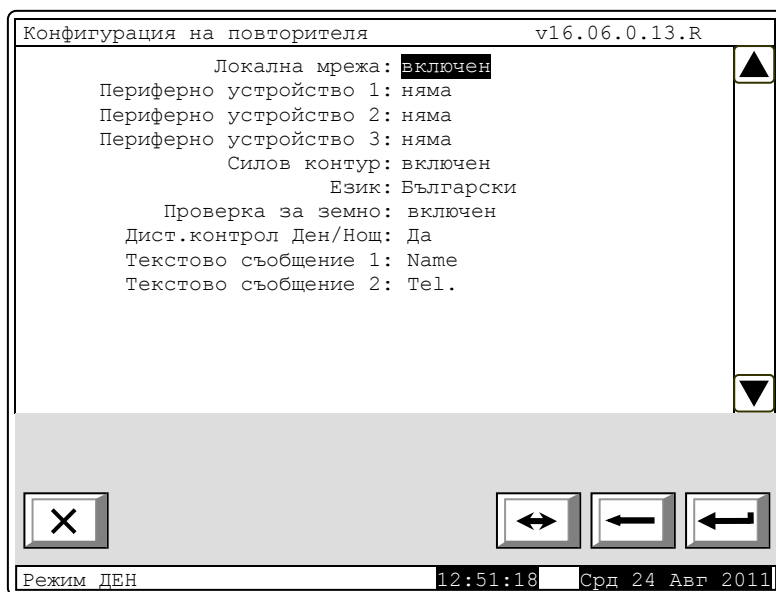 Конфигурация на повторителя v16.06.0.13.R
Локална мрежа: включен
Периферно устройство 1: няма
Периферно устройство 2: няма
Периферно устройство 3: няма
Силов контур: включен
Език: Български
Проверка за земно: включен
Дист.контрол Ден/Нощ: Да
Текстово съобщение 1: Name
Текстово съобщение 2: Tel.
Режим ДЕН 12:51:18 Срд 24 Авг 2011